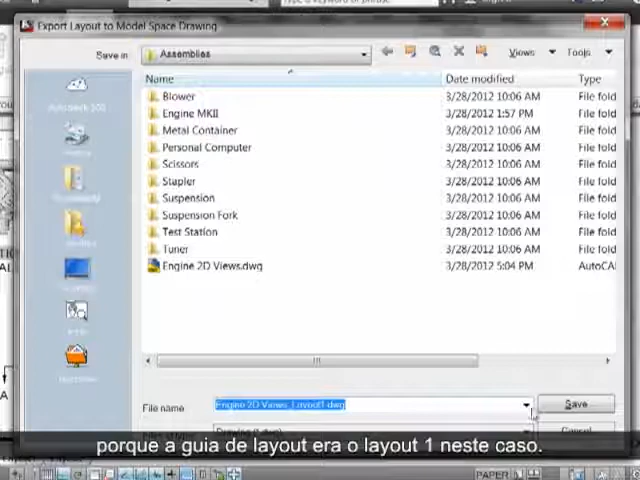 Export Layout to Model Space Drawing
Save in
Assemblies
Views
Tools
Name
Date modified
Type
Blower
3/28/2012 10:06 AM
File fold
Engine MKII
3/28/2012 1:57 PM
File fold
Metal Container
3/28/2012 10:06 AM
File fold
Personal Computer
3/28/2012 10:06 AM
File fold
Scissors
3/28/2012 10:06 AM
File fold
Stapler
3/28/2012 10:06 AM
File fold
Suspension
3/28/2012 10:06 AM
File fold
Suspension Fork
3/28/2012 10:06 AM
File fold
Test Station
3/28/2012 10:06 AM
File fold
Tuner
3/28/2012 10:06 AM
File fold
Engine 2D Views.dwg
3/28/2012 5:04 PM
AutoCA
File name
Engine 2D Views_Layout1.dwg
Save
Cancel
porque a guia de layout era o layout 1 neste caso.
PAPER